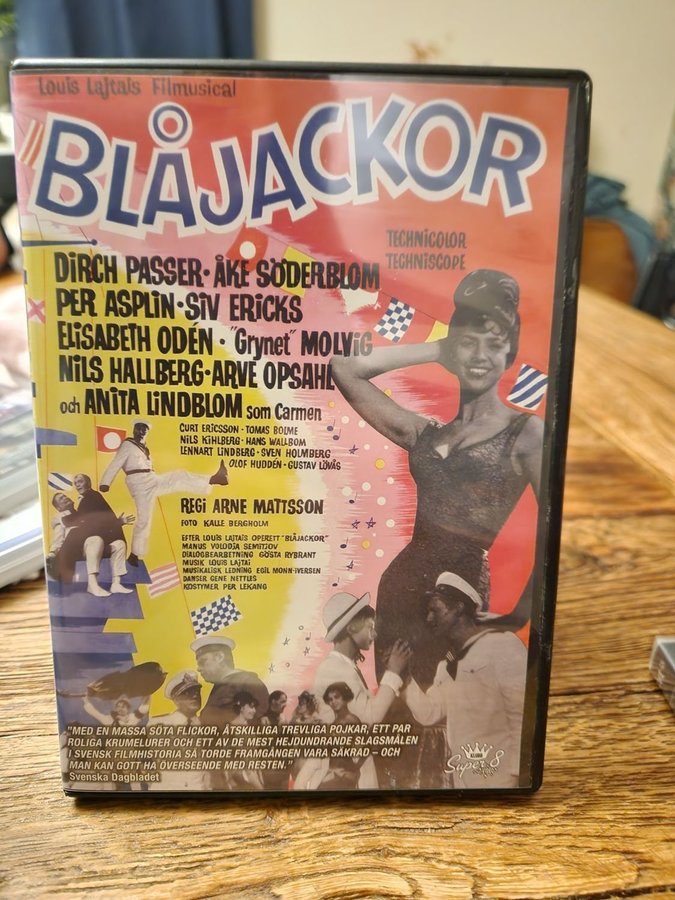 Louis Lajtais Filmusical
BLÅJACKOR
TECHNICOLOR
TECHNISCOPE
DIRCH PASSER · ÅKE SÖDERBLOM
PER ASPLIN · SIV ERICKS
ELISABETH ODÉN · "Grynet" MOLVIG
NILS HALLBERG · ARVE OPSAHL
och ANITA LINDBLOM som Carmen
CURT ERICSSON · TOMAS BOLME
NILS KIHLBERG · HANS WALLBOM
LENNART LINDBERG · SVEN HOLMBERG
OLOF HUDDÉN · GUSTAV LÖVÅS
REGI ARNE MATTSSON
FOTO KALLE BERGHOLM
EFTER LOUIS LAJTAIS OPERETT "BLÅJACKOR"
MANUS VOLODJA SEMITJOV
DIALOGBEARBETNING GÖSTA RYBRANT
MUSIK LOUIS LAJTAI
MUSIKALISK LEDNING EGIL MONN-IVERSEN
DANSER GENE NETTLES
KOSTYMER PER LEKANG
"MED EN MASSA SÖTA FLICKOR, ÅTSKILLIGA TREVLIGA POJKAR, ETT PAR
ROLIGA KRUMELURER OCH ETT AV DE MEST HEJDUNDRANDE SLAGSMÅLEN
I SVENSK FILMHISTORIA SÅ TORDE FRAMGÅNGEN VARA SÄKRAD – OCH
MAN KAN GOTT HA ÖVERSEENDE MED RESTEN."
Svenska Dagbladet
KLUBB
Super 8